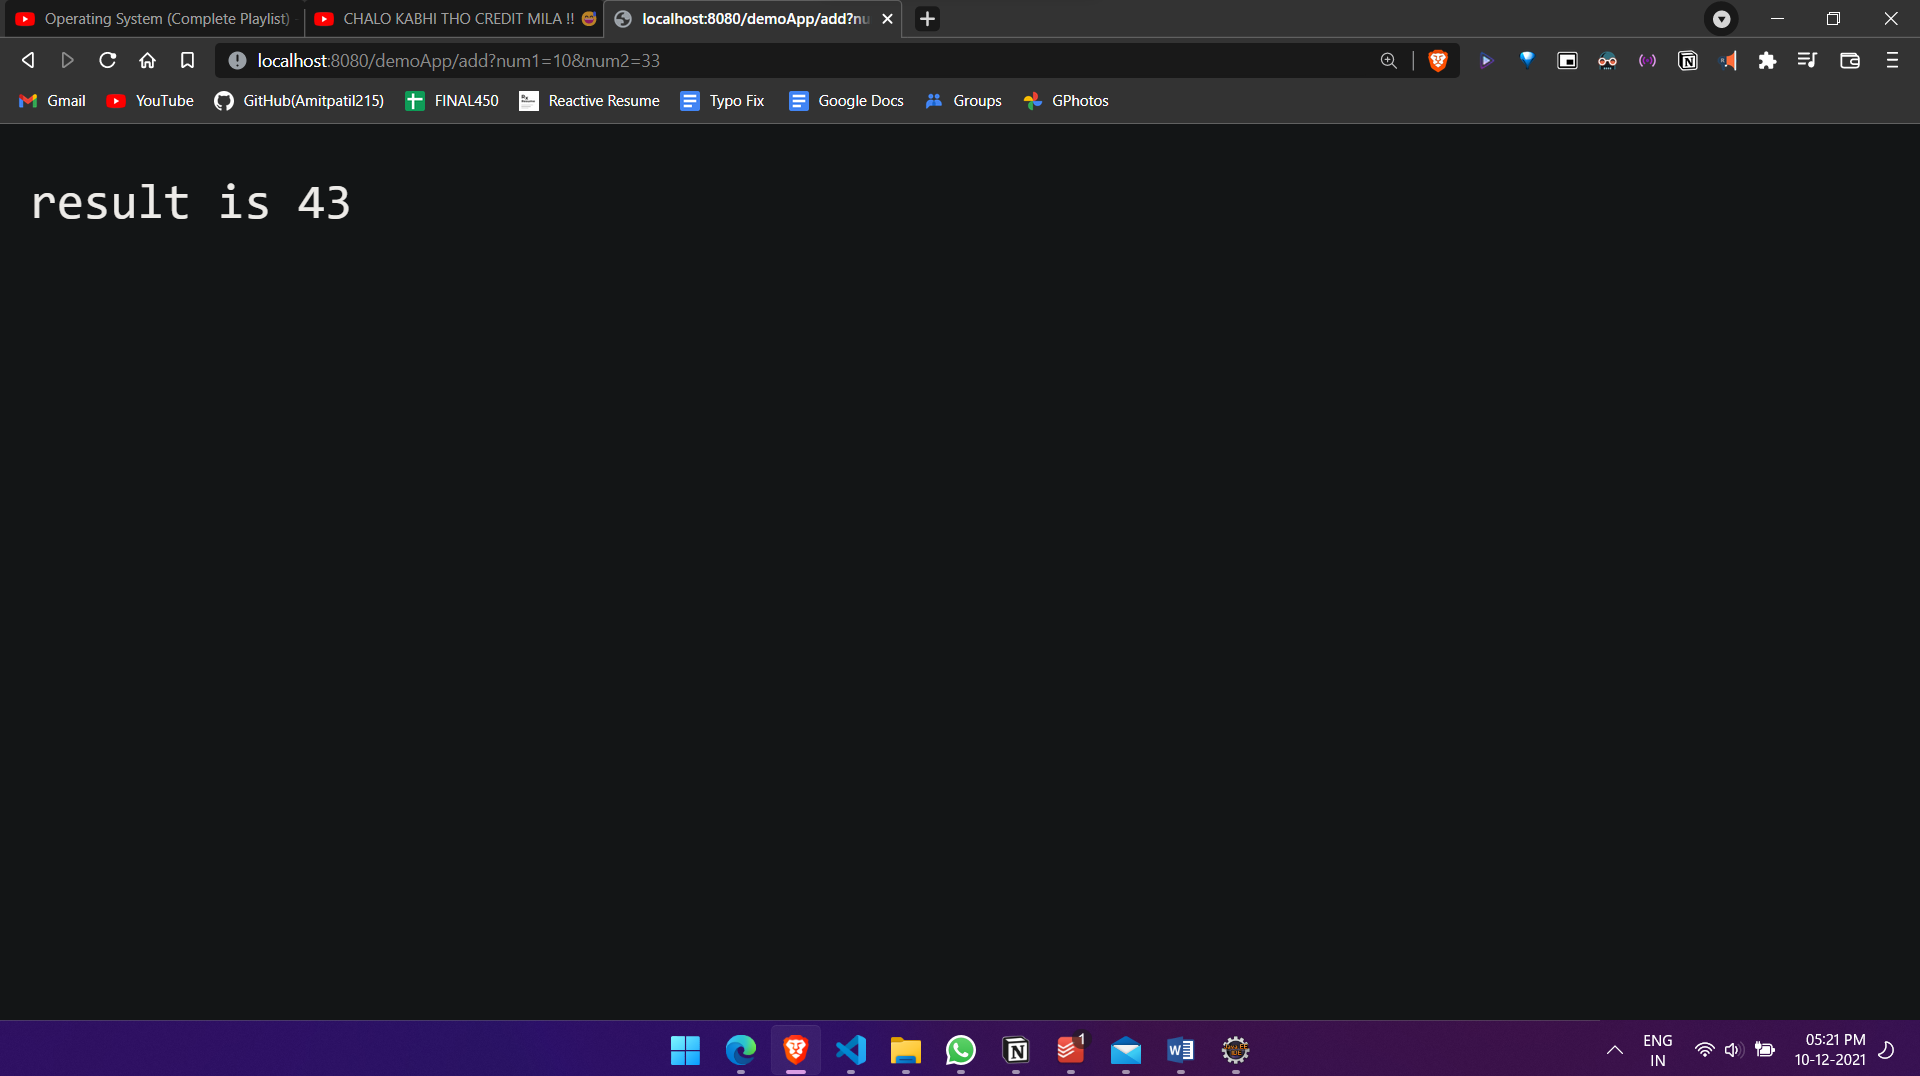 Operating System (Complete Playlist)
CHALO KABHI THO CREDIT MILA !! 😅
localhost:8080/demoApp/add?nu
localhost:8080/demoApp/add?num1=10&num2=33
Gmail
YouTube
GitHub(Amitpatil215)
FINAL450
Reactive Resume
Typo Fix
Google Docs
Groups
GPhotos
result is 43
1
ENG
IN
05:21 PM
10-12-2021